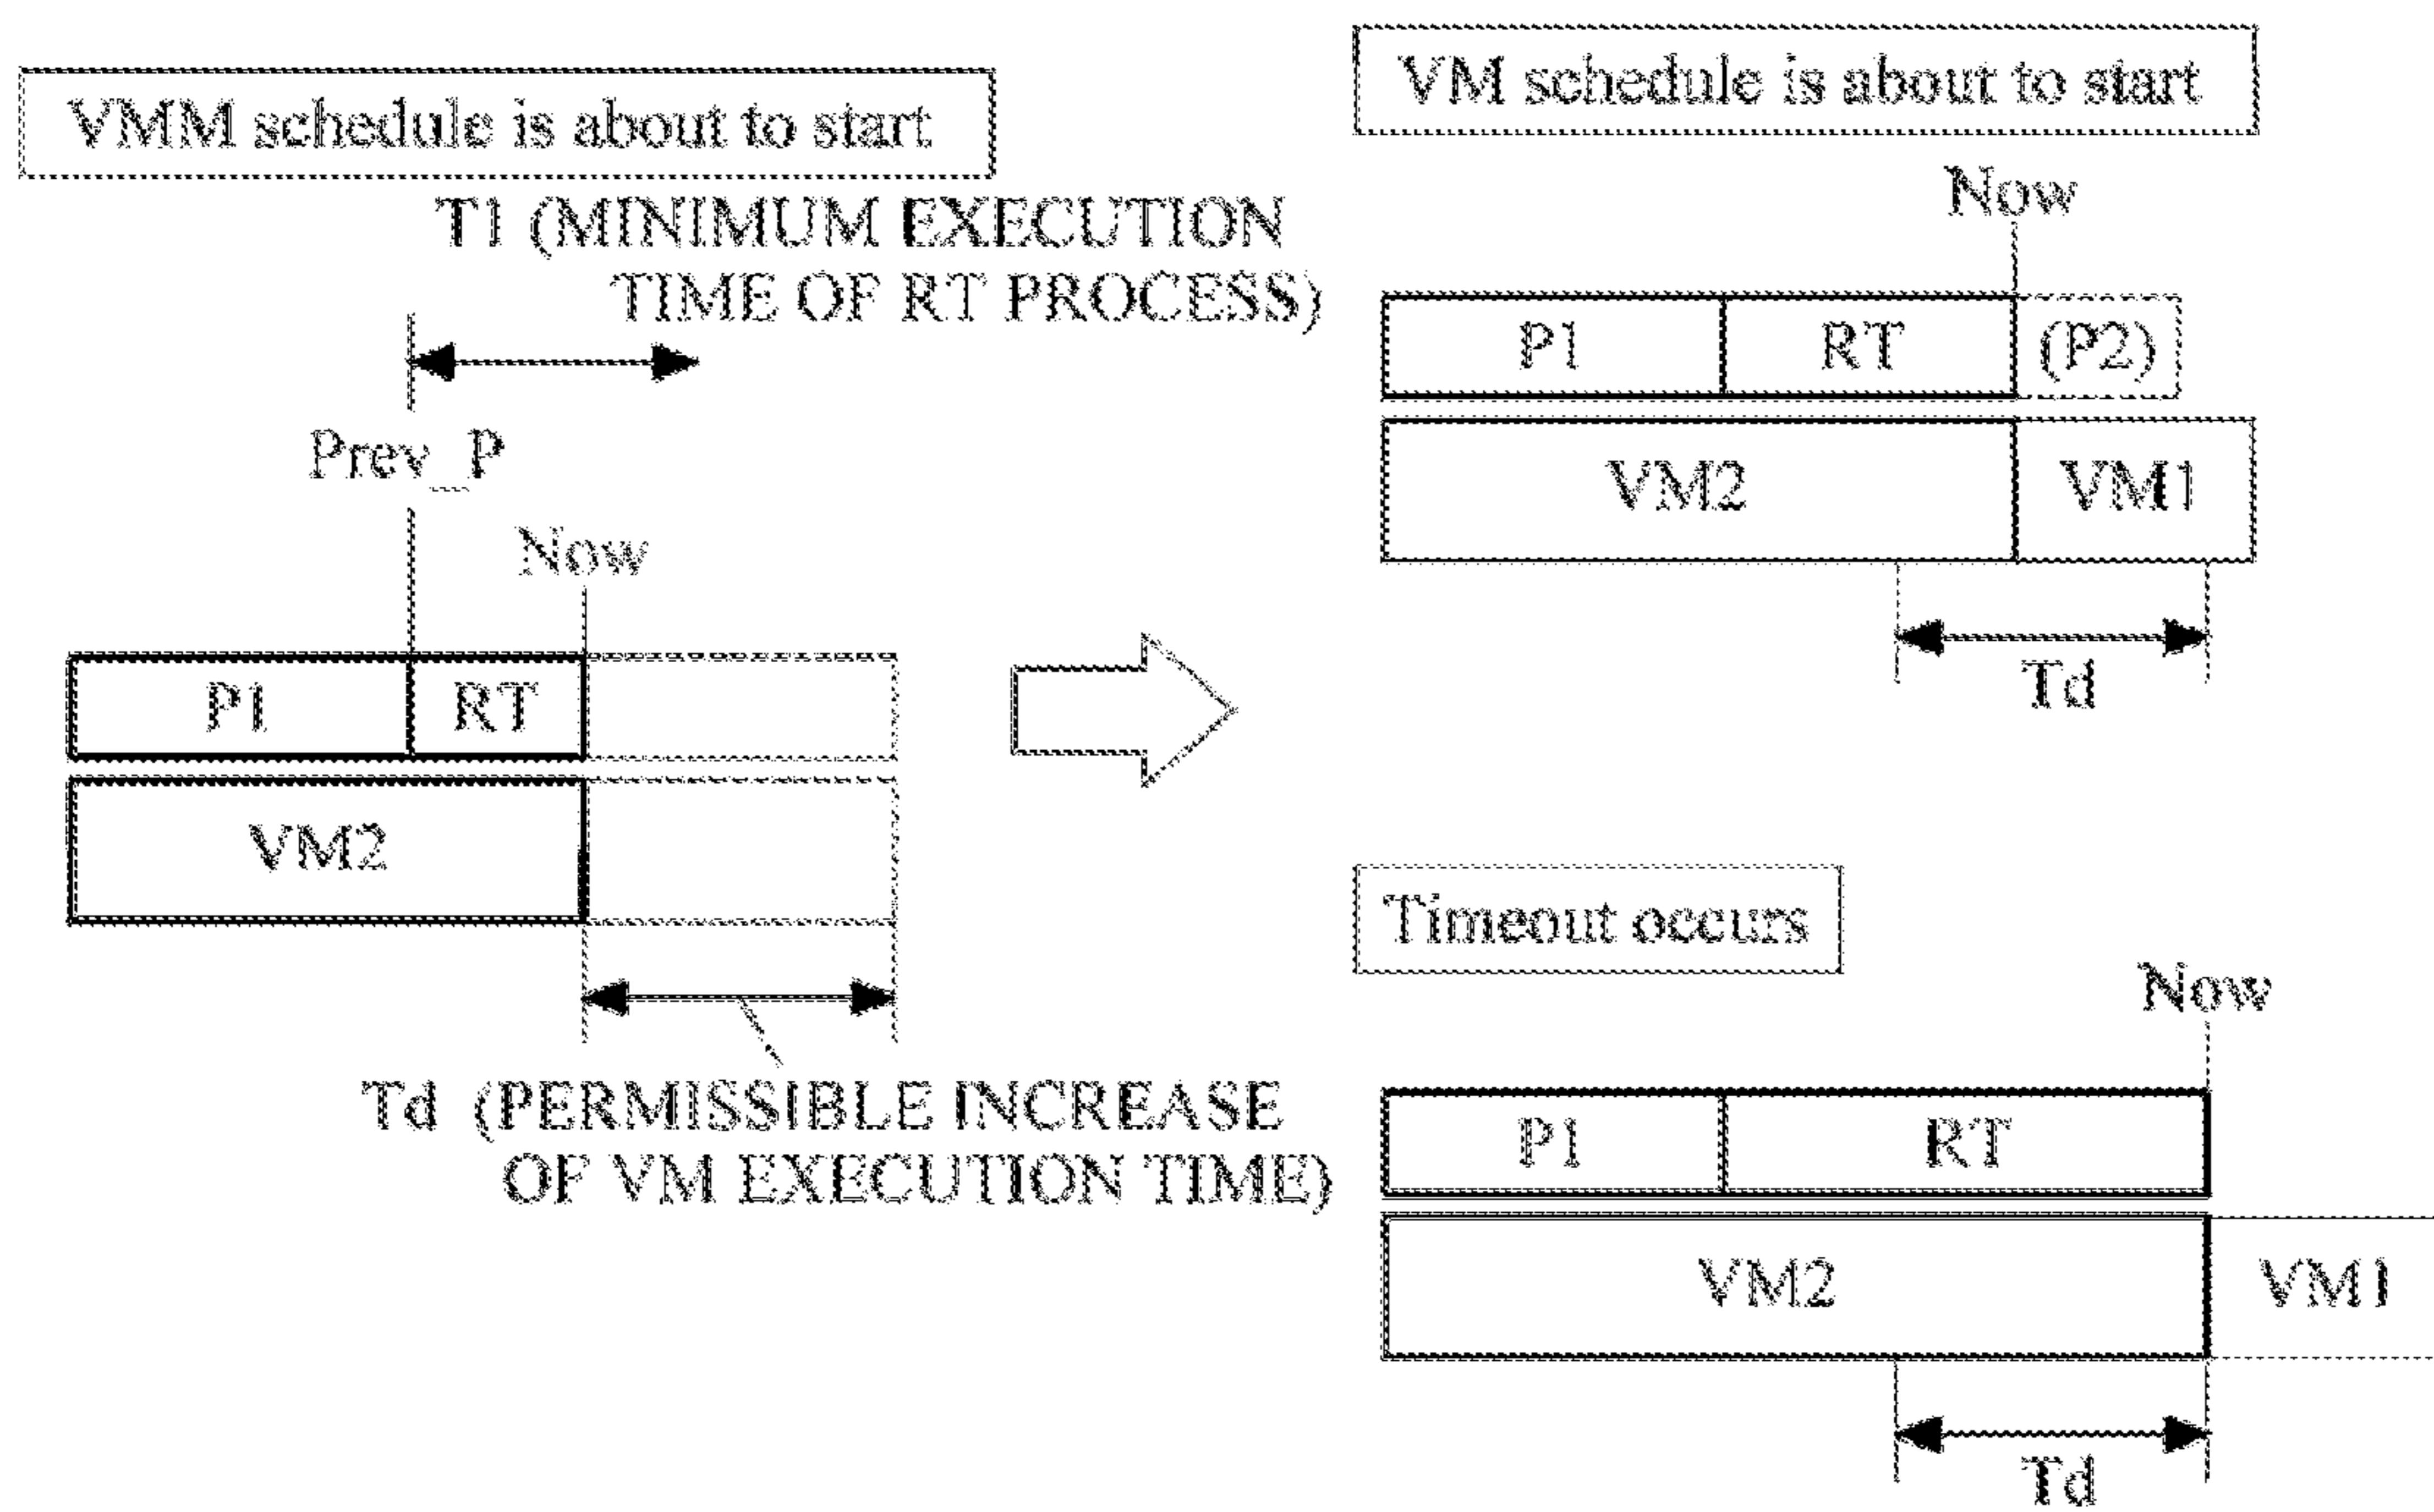 VMM schedule is about to start
T1 (MINIMUM EXECUTION
TIME OF RT PROCESS)
Prev_P
Now
P1
RT
VM2
Td (PERMISSIBLE INCREASE
OF VM EXECUTION TIME)
VM schedule is about to start
Now
P1
RT
(P2)
VM2
VM1
Td
Timeout occurs
Now
P1
RT
VM2
VM1
Td